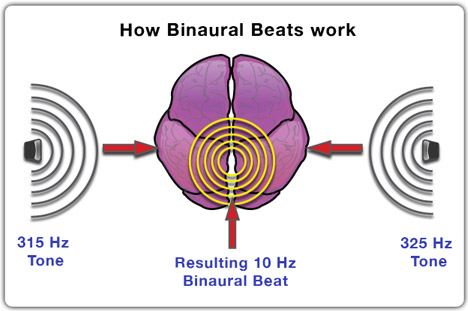 How Binaural Beats work
315 Hz
Tone
Resulting 10 Hz
Binaural Beat
325 Hz
Tone